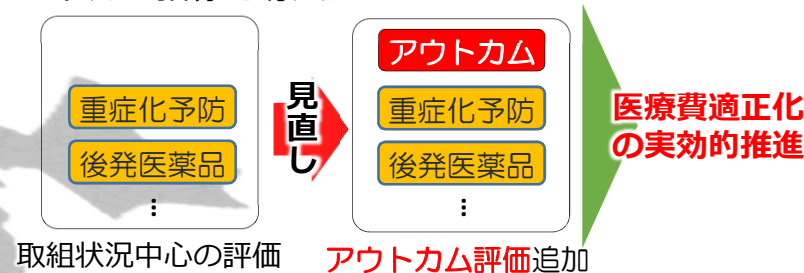 アウトカム
重症化予防
後発医薬品
⋮
取組状況中心の評価
見直し
重症化予防
後発医薬品
⋮
アウトカム評価追加
医療費適正化
の実効的推進